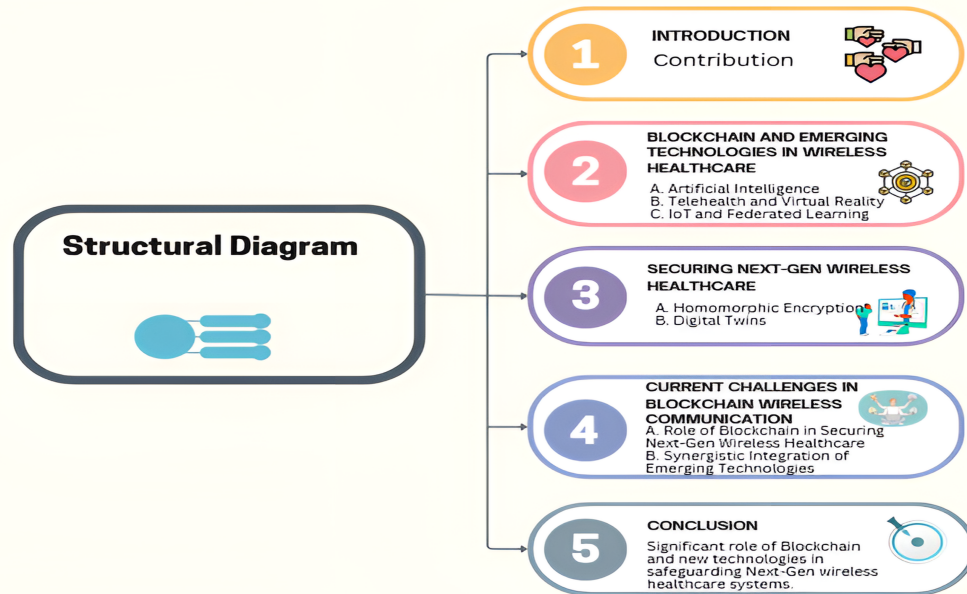 Structural Diagram
1
INTRODUCTION
Contribution
2
BLOCKCHAIN AND EMERGING
TECHNOLOGIES IN WIRELESS
HEALTHCARE
A. Artificial Intelligence
B. Telehealth and Virtual Reality
C. IoT and Federated Learning
3
SECURING NEXT-GEN WIRELESS
HEALTHCARE
A. Homomorphic Encryption
B. Digital Twins
4
CURRENT CHALLENGES IN
BLOCKCHAIN WIRELESS
COMMUNICATION
A. Role of Blockchain in Securing
Next-Gen Wireless Healthcare
B. Synergistic Integration of
Emerging Technologies
5
CONCLUSION
Significant role of Blockchain
and new technologies in
safeguarding Next-Gen wireless
healthcare systems.